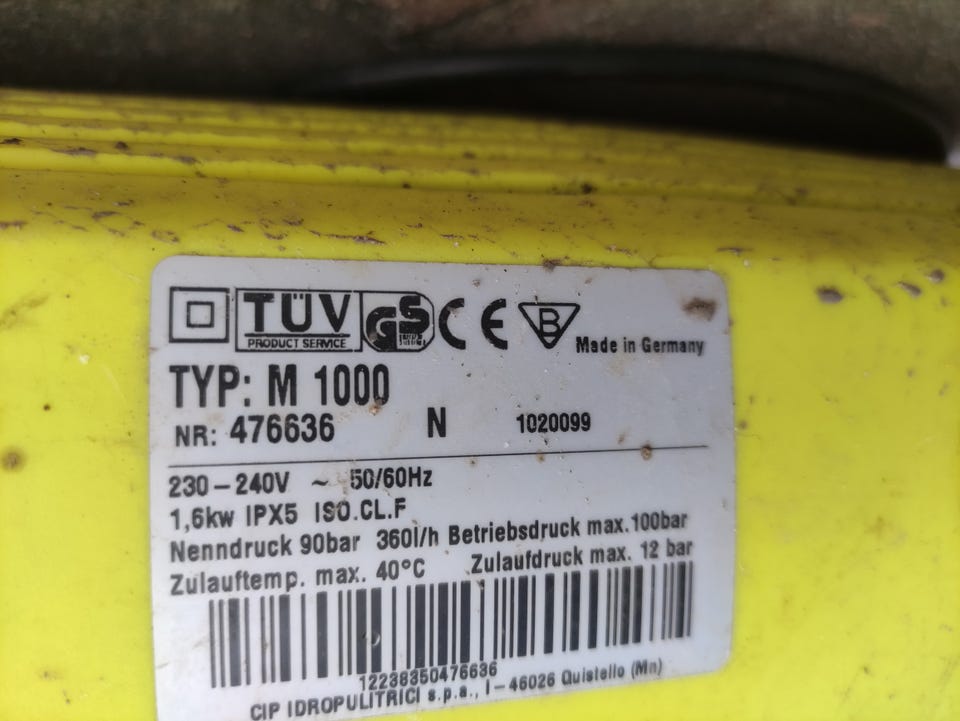 TÜV GS CE B Made in Germany
PRODUCT SERVICE
TYP: M 1000
NR: 476636 N 1020099
230-240V ~ 50/60Hz
1,6kw IPX5 ISO.CL.F
Nenndruck 90bar 360l/h Betriebsdruck max.100bar
Zulauftemp. max. 40°C Zulaufdruck max. 12 bar
12238350476636
CIP IDROPULITRICI s.p.a., I-46026 Quistello (Mn)